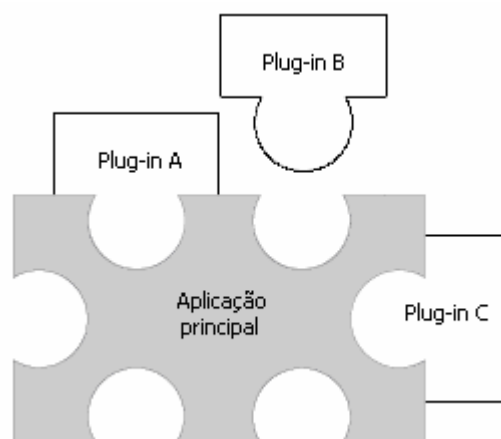 Plug-in B
Plug-in A
Aplicação
principal
Plug-in C